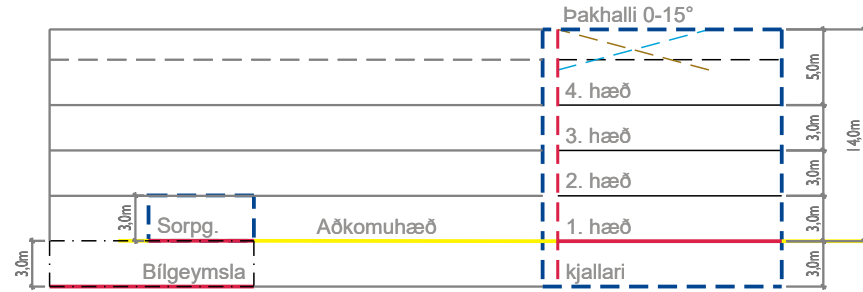 Þakhalli 0-15°
5,0m
4. hæð
14,0m
3. hæð
3,0m
2. hæð
3,0m
3,0m
Sorpg.
Aðkomuhæð
1. hæð
3,0m
3,0m
Bílgeymsla
kjallari
3,0m